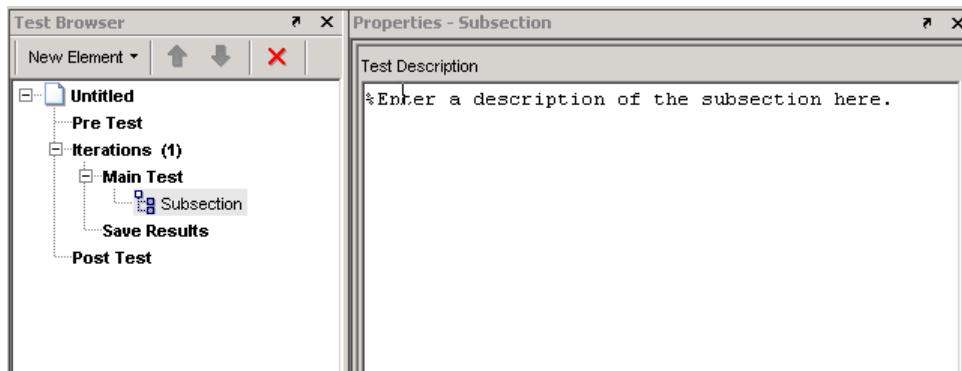 Test Browser
New Element
Untitled
Pre Test
Iterations (1)
Main Test
Subsection
Save Results
Post Test
Properties - Subsection
Test Description
%Enter a description of the subsection here.